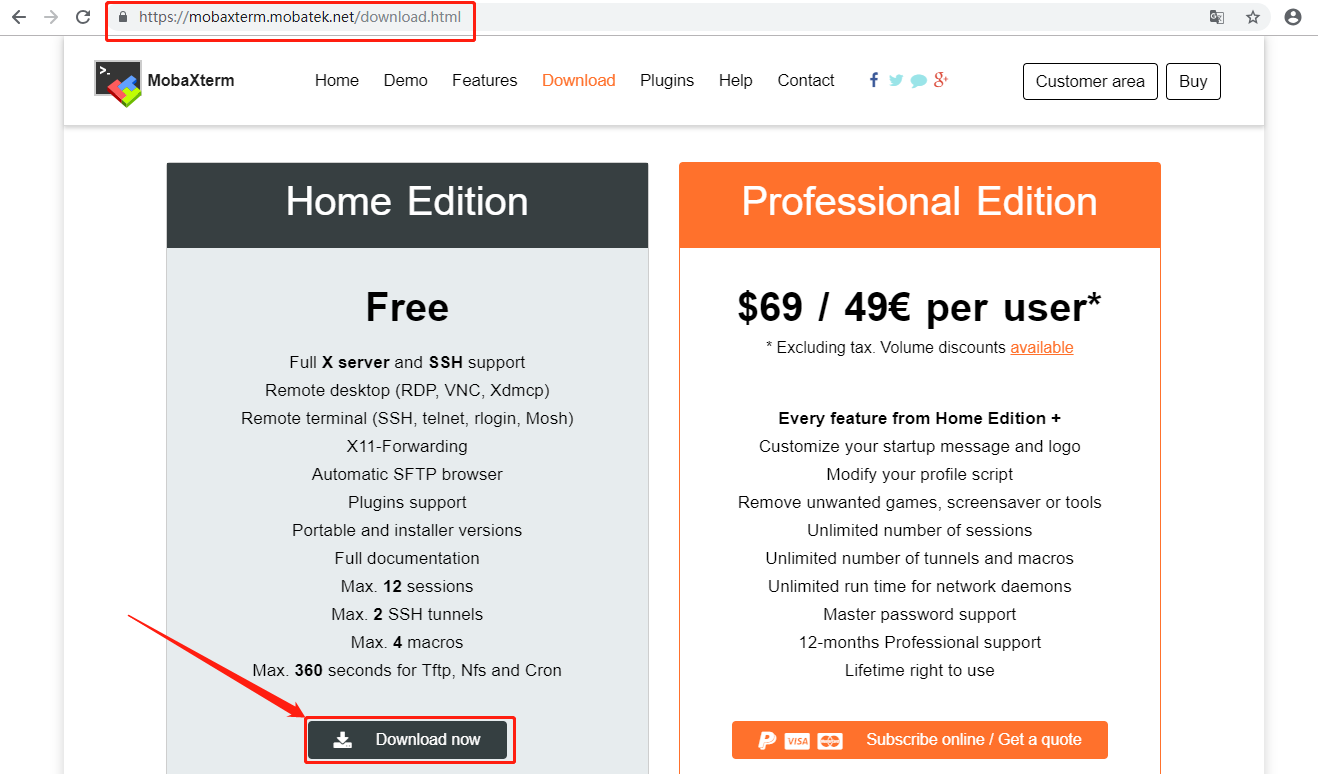 https://mobaxterm.mobatek.net/download.html
MobaXterm
Home Demo Features Download Plugins Help Contact
Customer area
Buy
Home Edition
Free
Full X server and SSH support
Remote desktop (RDP, VNC, Xdmcp)
Remote terminal (SSH, telnet, rlogin, Mosh)
X11-Forwarding
Automatic SFTP browser
Plugins support
Portable and installer versions
Full documentation
Max. 12 sessions
Max. 2 SSH tunnels
Max. 4 macros
Max. 360 seconds for Tftp, Nfs and Cron
Download now
Professional Edition
$69 / 49€ per user*
* Excluding tax. Volume discounts available
Every feature from Home Edition +
Customize your startup message and logo
Modify your profile script
Remove unwanted games, screensaver or tools
Unlimited number of sessions
Unlimited number of tunnels and macros
Unlimited run time for network daemons
Master password support
12-months Professional support
Lifetime right to use
VISA
Subscribe online / Get a quote